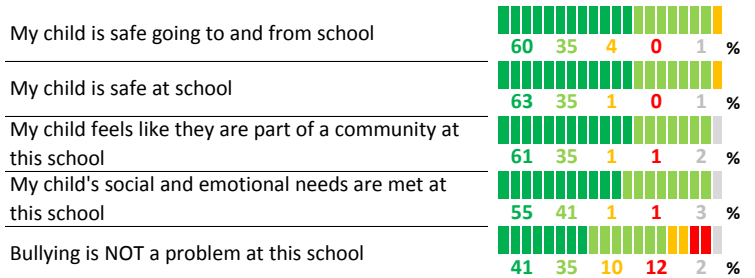 My child is safe going to and from school
60 35 4 0 1 %
My child is safe at school
63 35 1 0 1 %
My child feels like they are part of a community at
this school
61 35 1 1 2 %
My child's social and emotional needs are met at
this school
55 41 1 1 3 %
Bullying is NOT a problem at this school
41 35 10 12 2 %